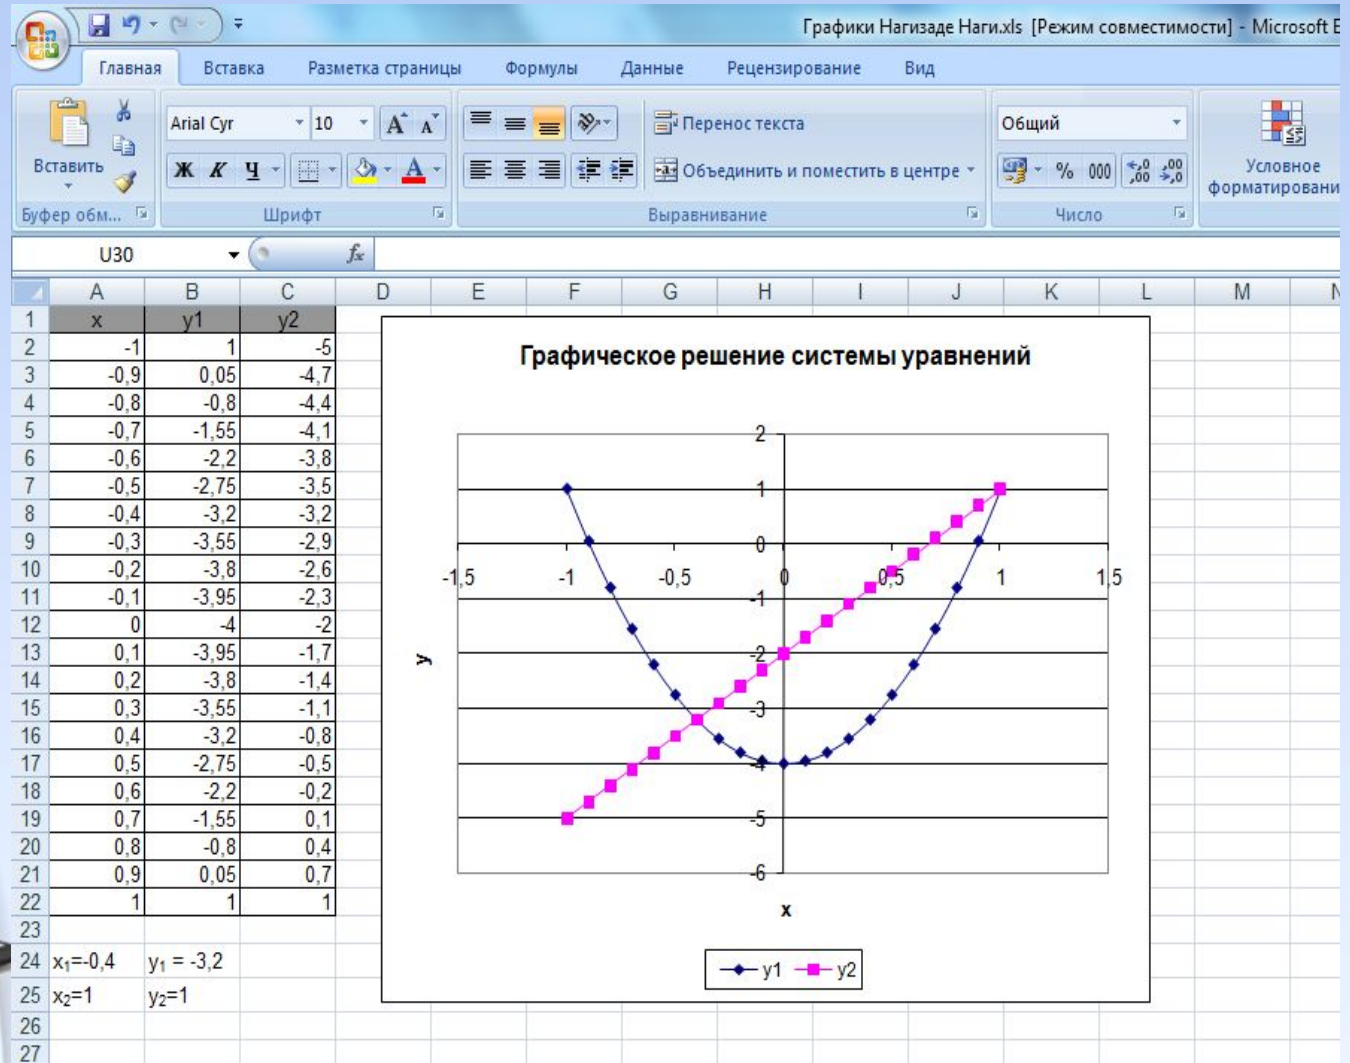 Графики Нагизаде Наги.xls [Режим совместимости] - Microsoft E
Главная Вставка Разметка страницы Формулы Данные Рецензирование Вид
Вставить
Буфер обм...
Arial Cyr 10
Ж К Ч
Шрифт
Перенос текста
Объединить и поместить в центре
Выравнивание
Общий
% 000
Число
Условное
форматировани
U30 fx
A B C D E F G H I J K L M N
1 x y1 y2
2 -1 1 -5
3 -0,9 0,05 -4,7
4 -0,8 -0,8 -4,4
5 -0,7 -1,55 -4,1
6 -0,6 -2,2 -3,8
7 -0,5 -2,75 -3,5
8 -0,4 -3,2 -3,2
9 -0,3 -3,55 -2,9
10 -0,2 -3,8 -2,6
11 -0,1 -3,95 -2,3
12 0 -4 -2
13 0,1 -3,95 -1,7
14 0,2 -3,8 -1,4
15 0,3 -3,55 -1,1
16 0,4 -3,2 -0,8
17 0,5 -2,75 -0,5
18 0,6 -2,2 -0,2
19 0,7 -1,55 0,1
20 0,8 -0,8 0,4
21 0,9 0,05 0,7
22 1 1 1
23
24 x₁=-0,4 y₁ = -3,2
25 x₂=1 y₂=1
26
27
Графическое решение системы уравнений
2
1
0
-1,5 -1 -0,5 0 0,5 1 1,5
-1
-2
-3
-4
-5
-6
y
x
y1 y2